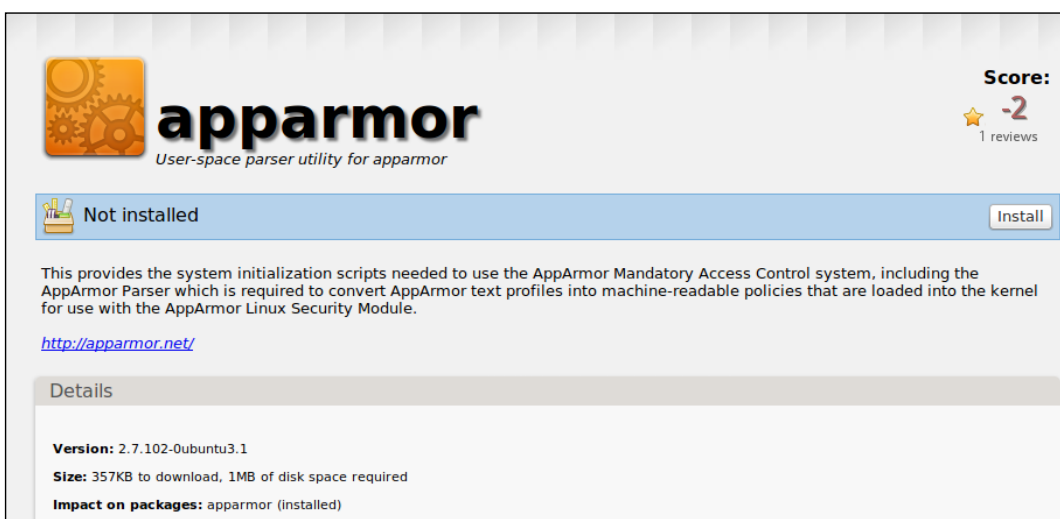 Score:
-2
1 reviews
apparmor
User-space parser utility for apparmor
Not installed
Install
This provides the system initialization scripts needed to use the AppArmor Mandatory Access Control system, including the
AppArmor Parser which is required to convert AppArmor text profiles into machine-readable policies that are loaded into the kernel
for use with the AppArmor Linux Security Module.
http://apparmor.net/
Details
Version: 2.7.102-0ubuntu3.1
Size: 357KB to download, 1MB of disk space required
Impact on packages: apparmor (installed)